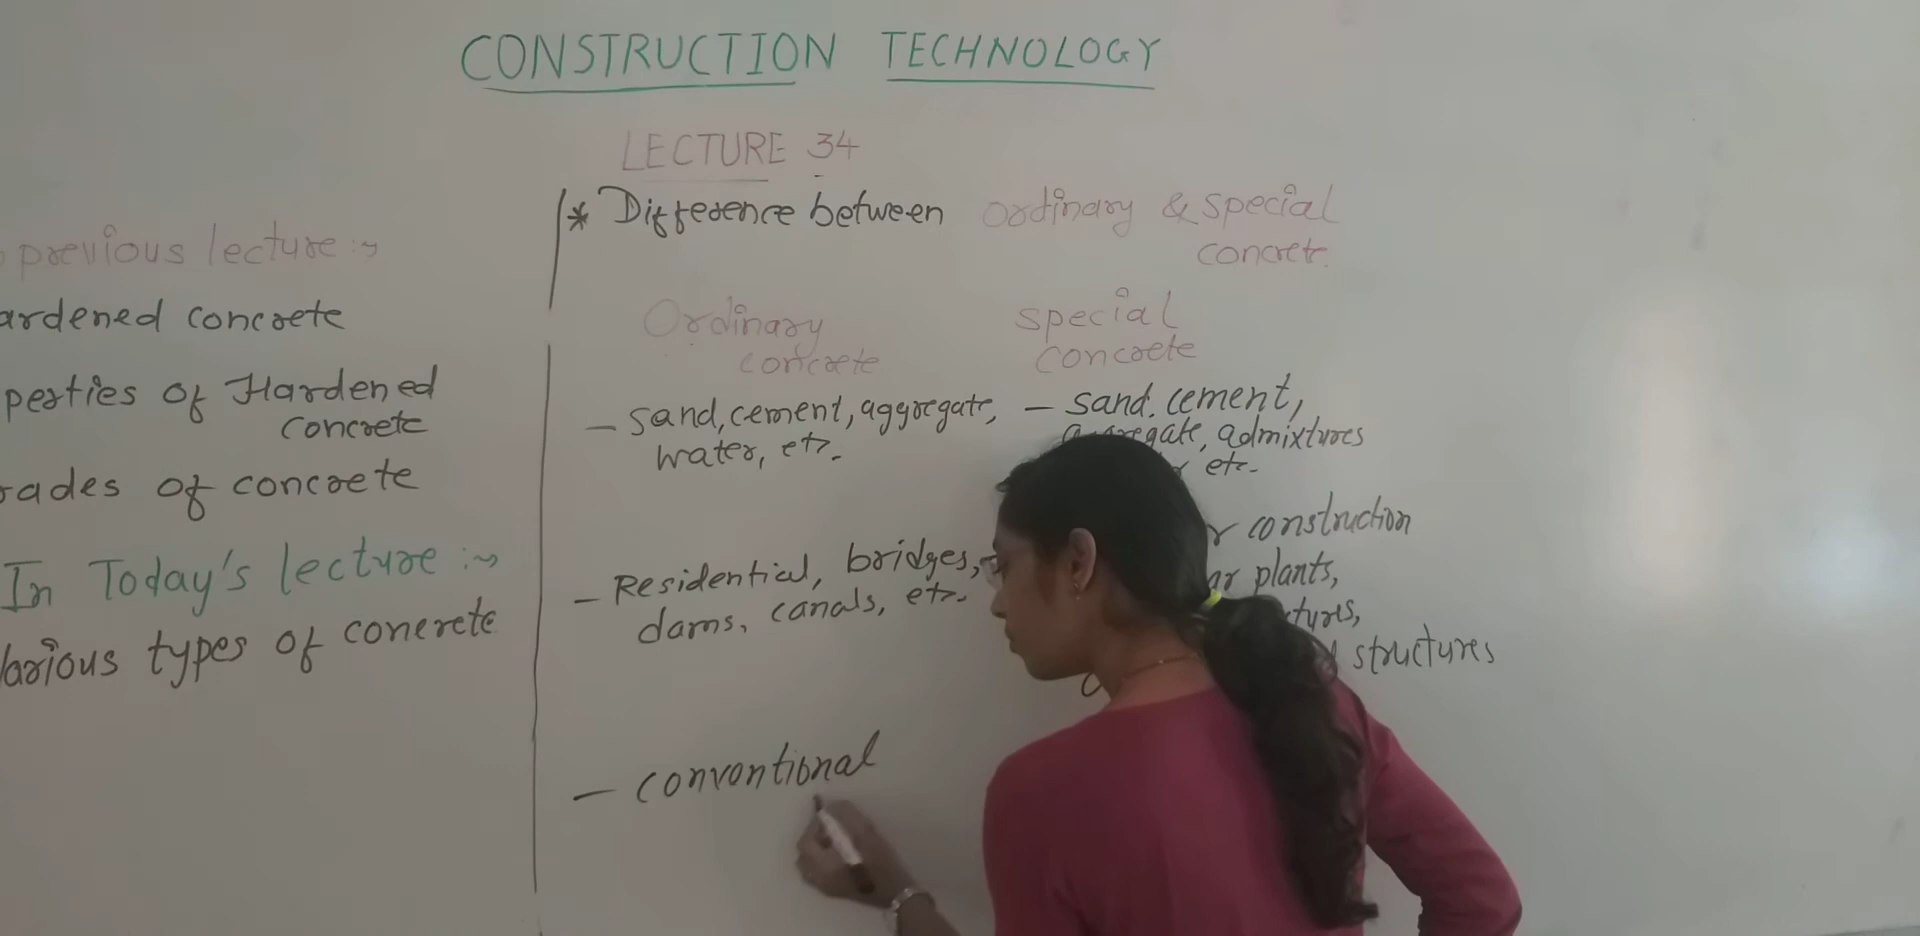 CONSTRUCTION TECHNOLOGY
LECTURE 34
previous lecture :~
ardened concrete
perties of Hardened
concrete
rades of concrete
In Today's lecture :~
Various types of concrete
* Difference between ordinary & special
concrete.
Ordinary
concrete
— sand, cement, aggregate,
water, etc.
— Residential, bridges,
dams, canals, etc.
— conventional
special
concrete
— sand. cement,
aggregate, admixtures
etc.
construction
plants,
structures